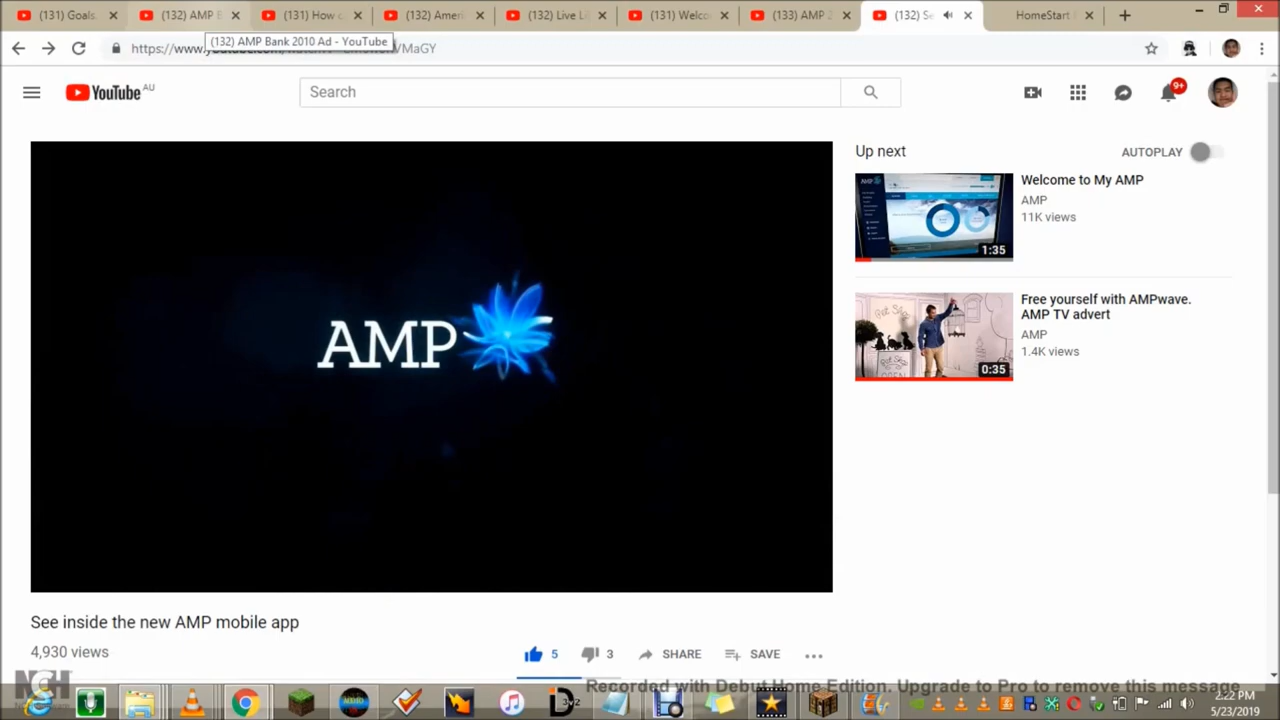 (131) Goals
(132) AMP B
(131) How c
(132) Ameri
(132) Live L
(131) Welco
(133) AMP 2
(132) Se
HomeStart
(132) AMP Bank 2010 Ad - YouTube
https://www.
MaGY
YouTube AU
Search
9+
AMP
Up next
AUTOPLAY
Welcome to My AMP
AMP
11K views
1:35
Free yourself with AMPwave.
AMP TV advert
AMP
1.4K views
0:35
See inside the new AMP mobile app
4,930 views
5
3
SHARE
SAVE
NCH
Recorded with Debut Home Edition. Upgrade to Pro to remove this message
2:22 PM
5/23/2019